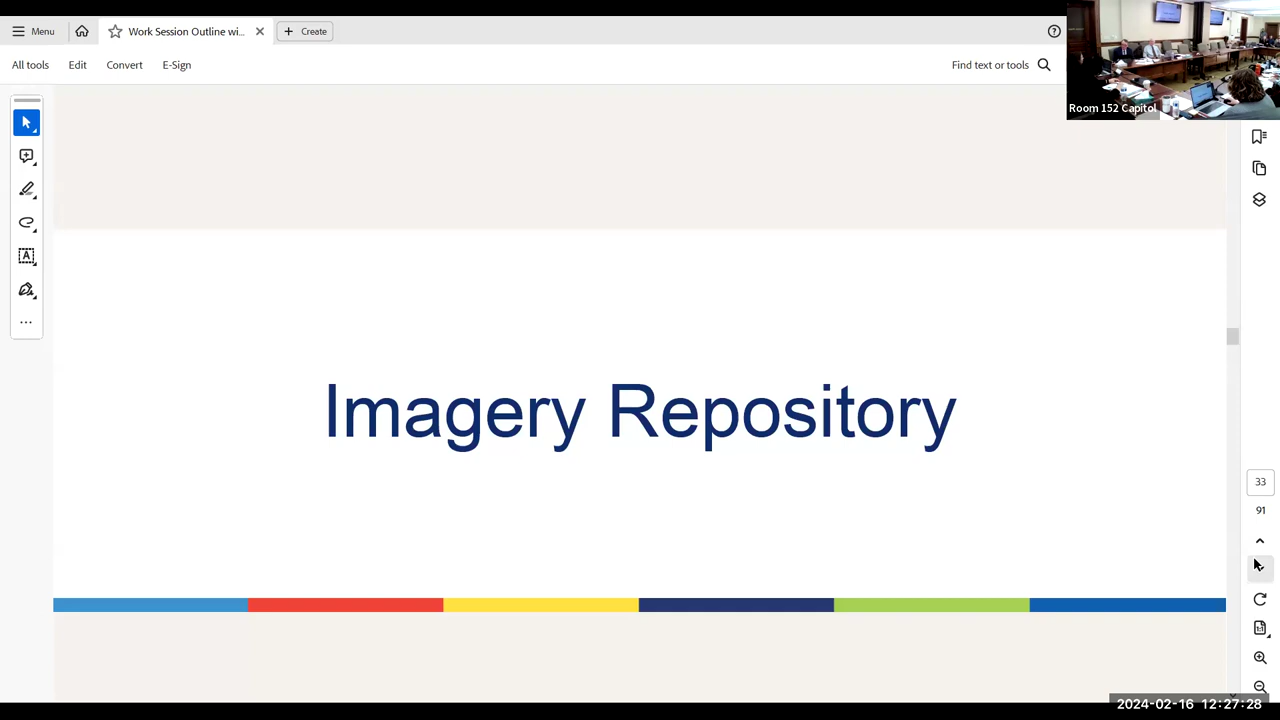 Menu
Work Session Outline wi...
Create
All tools
Edit
Convert
E-Sign
Find text or tools
Room 152 Capitol
Imagery Repository
33
91
2024-02-16 12:27:28